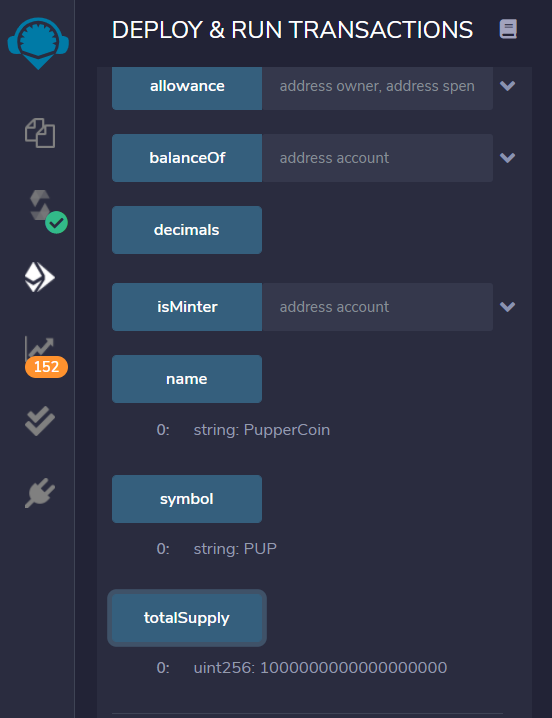 DEPLOY & RUN TRANSACTIONS
allowance address owner, address spen
balanceOf address account
decimals
isMinter address account
152
name
0: string: PupperCoin
symbol
0: string: PUP
totalSupply
0: uint256: 1000000000000000000